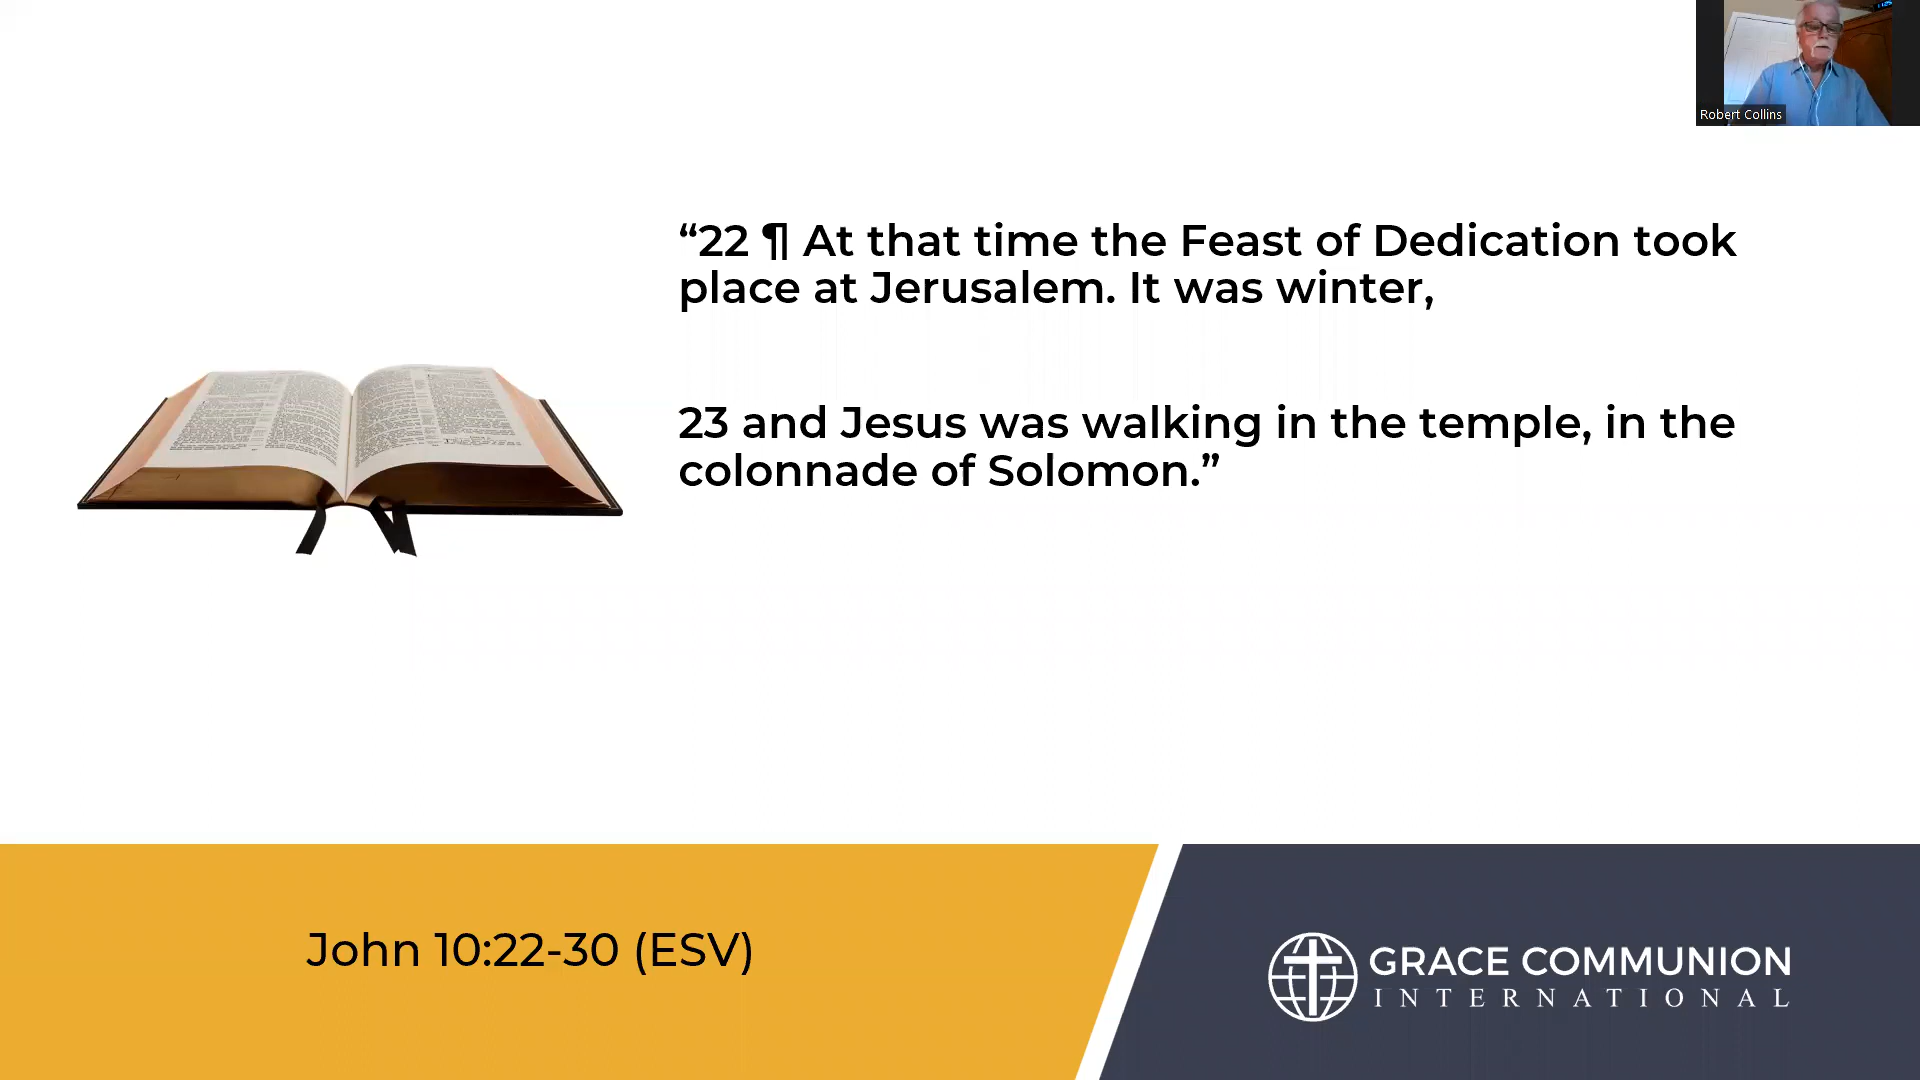 Robert Collins
“22 ¶ At that time the Feast of Dedication took
place at Jerusalem. It was winter,
23 and Jesus was walking in the temple, in the
colonnade of Solomon.”
John 10:22-30 (ESV)
GRACE COMMUNION
INTERNATIONAL